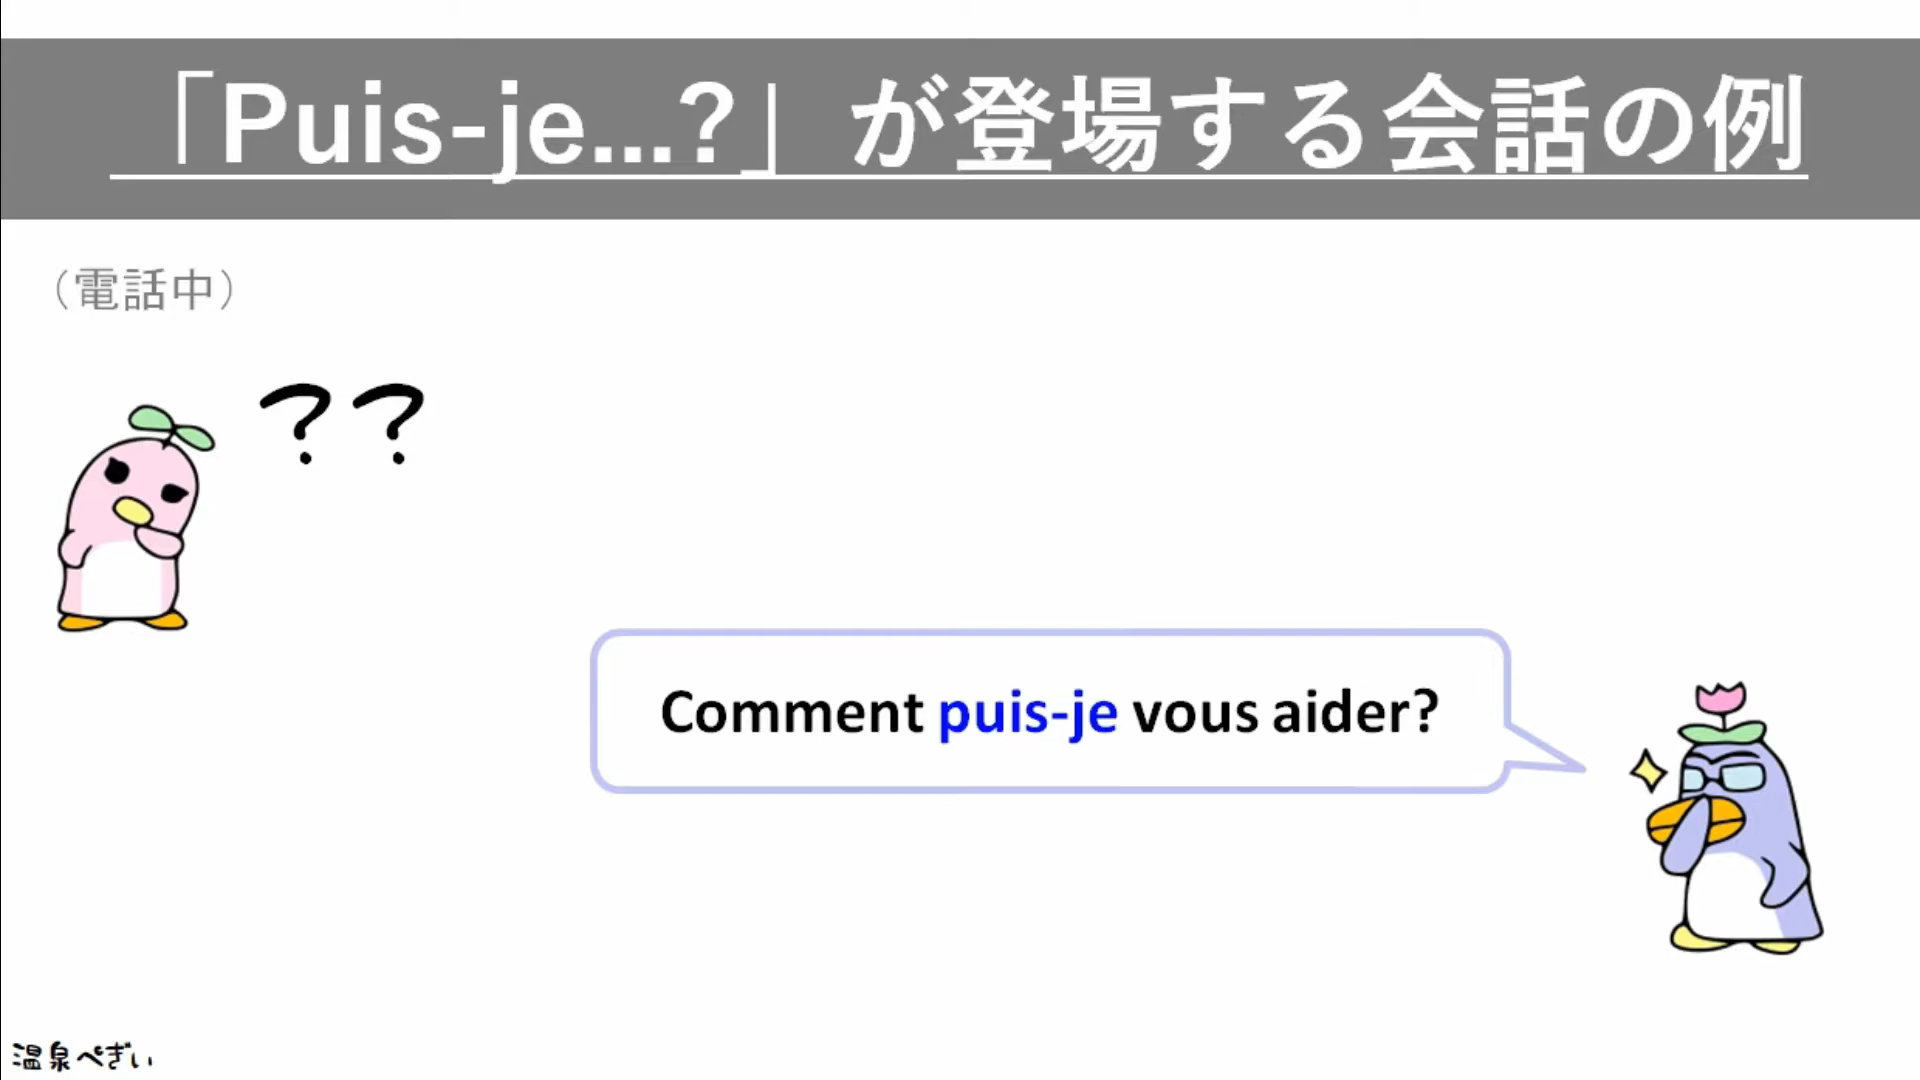 「Puis-je...?」が登場する会話の例
（電話中）
？？
Comment puis-je vous aider?
温泉ぺぎい